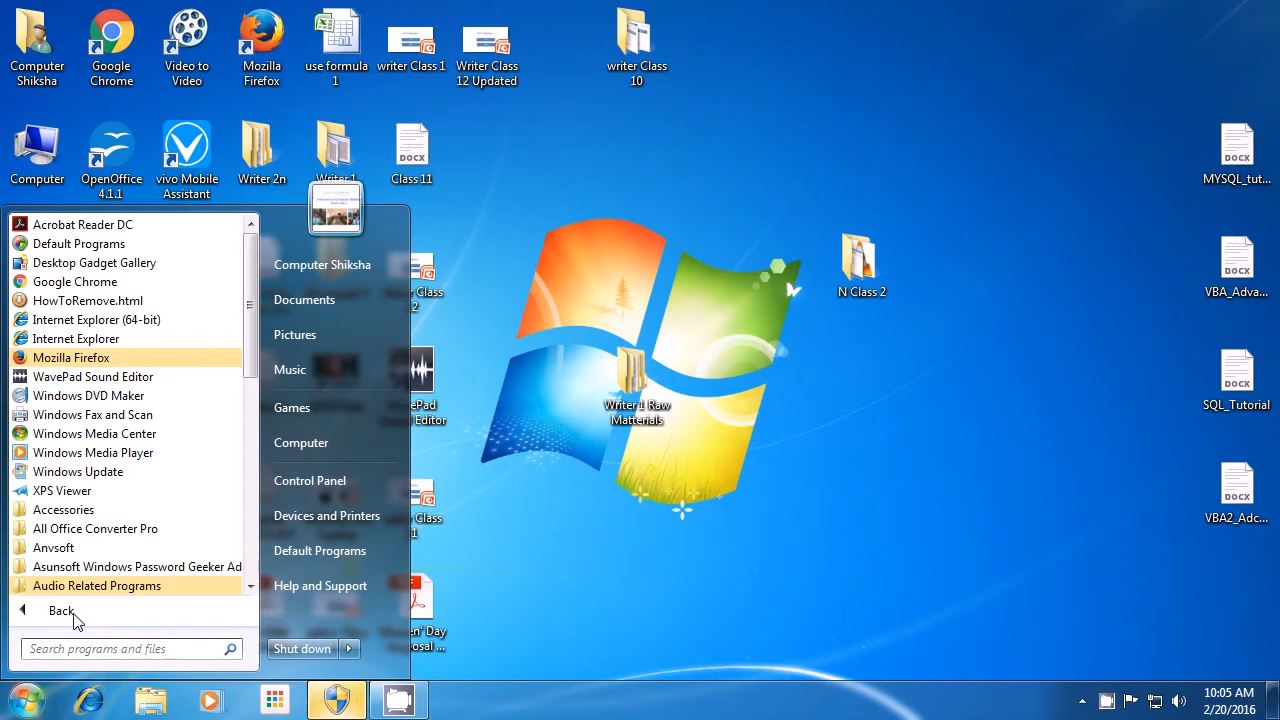 Computer
Shiksha
Google
Chrome
Video to
Video
Mozilla
Firefox
use formula
1
writer Class 1
Writer Class
12 Updated
writer Class
10
Computer
OpenOffice
4.1.1
vivo Mobile
Assistant
Writer 2n
Writer 1
DOCX
Class 11
DOCX
MYSQL_tut...
Acrobat Reader DC
Default Programs
Desktop Gadget Gallery
Google Chrome
HowToRemove.html
Internet Explorer (64-bit)
Internet Explorer
Mozilla Firefox
WavePad Sound Editor
Windows DVD Maker
Windows Fax and Scan
Windows Media Center
Windows Media Player
Windows Update
XPS Viewer
Accessories
All Office Converter Pro
Anvsoft
Asunsoft Windows Password Geeker Ad
Audio Related Programs
Back
Search programs and files
Computer Shiksha
Documents
Pictures
Music
Games
Computer
Control Panel
Devices and Printers
Default Programs
Help and Support
Shut down
Class
2
Editor
Class
1
Day
N Class 2
Writer 1 Raw
Matterials
DOCX
VBA_Adva...
DOCX
SQL_Tutorial
DOCX
VBA2_Adc...
10:05 AM
2/20/2016